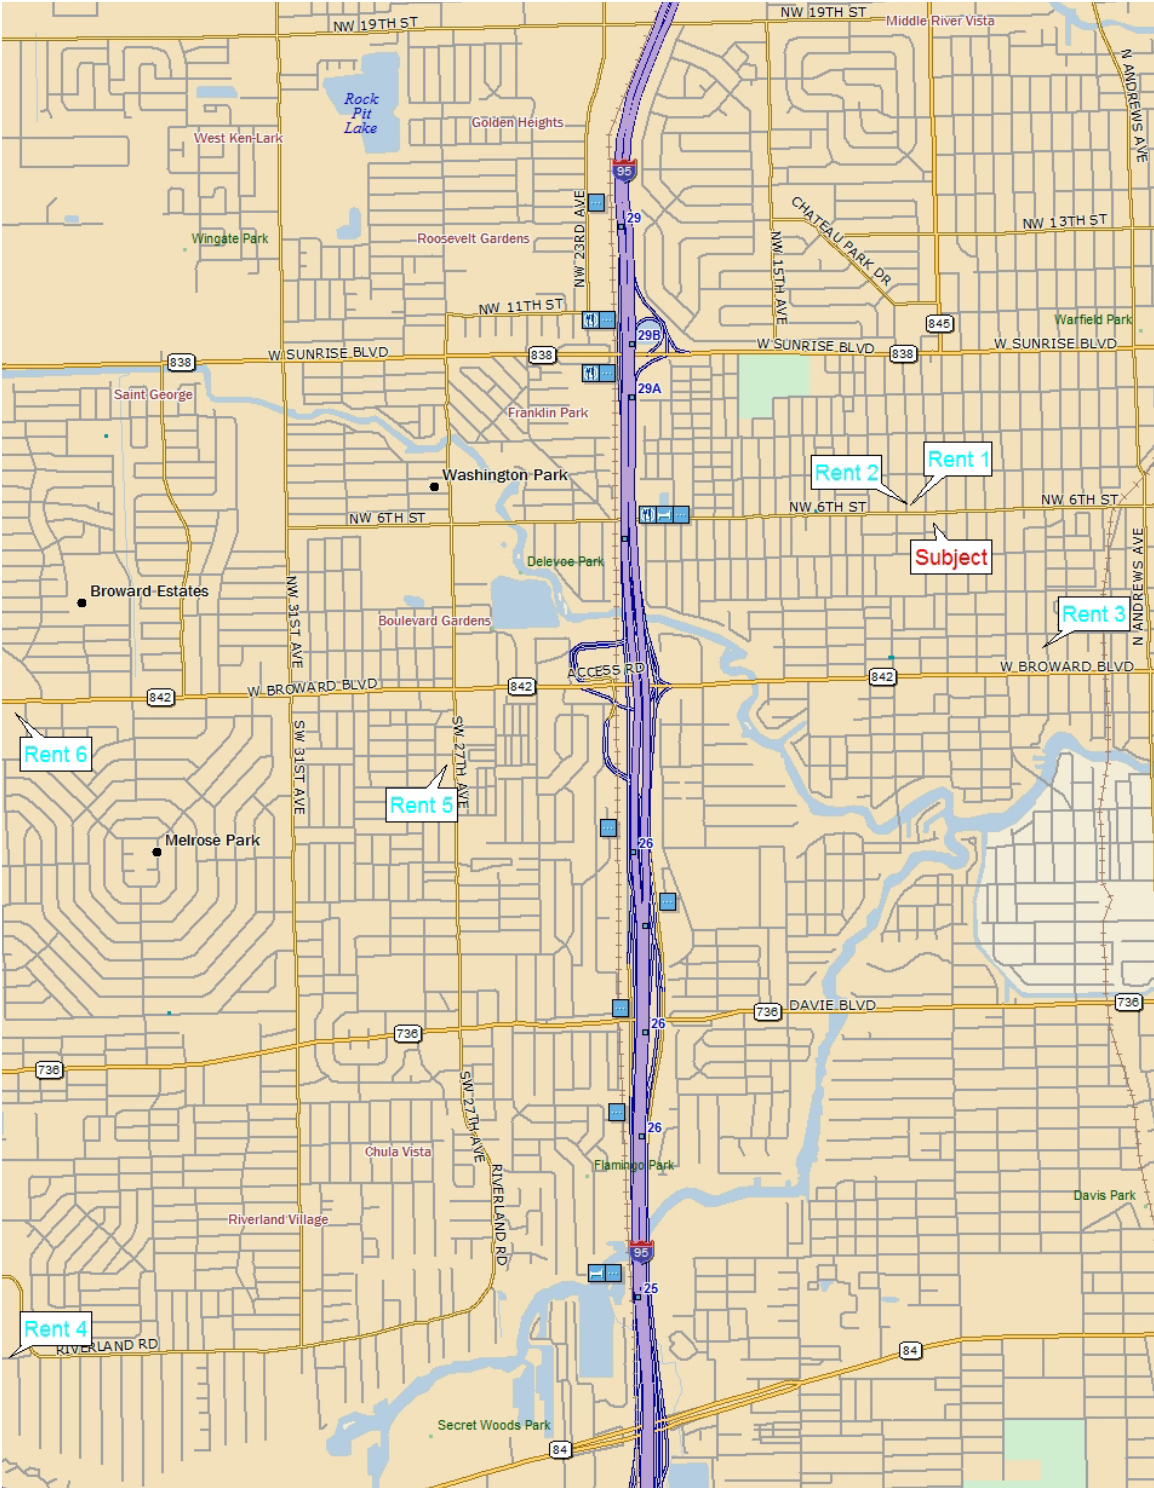 NW 19TH ST
NW 19TH ST
Middle River Vista
N ANDREWS AVE
Rock
Pit
Lake
Golden Heights
West Ken-Lark
95
NW 23RD AVE
29
CHATEAU PARK DR
NW 13TH ST
Wingate Park
Roosevelt Gardens
NW 15TH AVE
NW 11TH ST
845
Warfield Park
29B
W SUNRISE BLVD
838
838
W SUNRISE BLVD
838
W SUNRISE BLVD
29A
Saint George
Franklin Park
Washington Park
Rent 2
Rent 1
NW 6TH ST
NW 6TH ST
NW 6TH ST
Subject
Delevoe Park
N ANDREWS AVE
Broward Estates
NW 31ST AVE
Boulevard Gardens
Rent 3
ACCESS RD
W BROWARD BLVD
842
W BROWARD BLVD
842
842
Rent 6
SW 31ST AVE
SW 27TH AVE
Rent 5
Melrose Park
26
DAVIE BLVD
736
736
736
26
736
SW 27TH AVE
26
Chula Vista
Flamingo Park
RIVERLAND RD
Davis Park
Riverland Village
95
25
Rent 4
RIVERLAND RD
84
Secret Woods Park
84